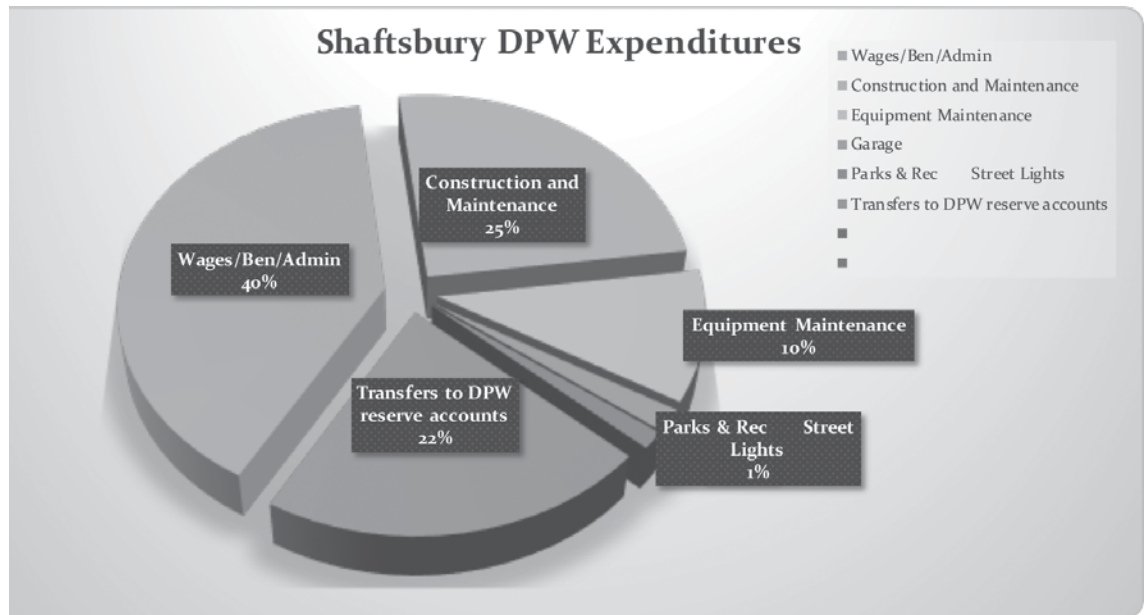 Shaftsbury DPW Expenditures
Wages/Ben/Admin
Construction and Maintenance
Equipment Maintenance
Garage
Parks & Rec Street Lights
Transfers to DPW reserve accounts
Construction and
Maintenance
25%
Wages/Ben/Admin
40%
Equipment Maintenance
10%
Transfers to DPW
reserve accounts
22%
Parks & Rec Street
Lights
1%